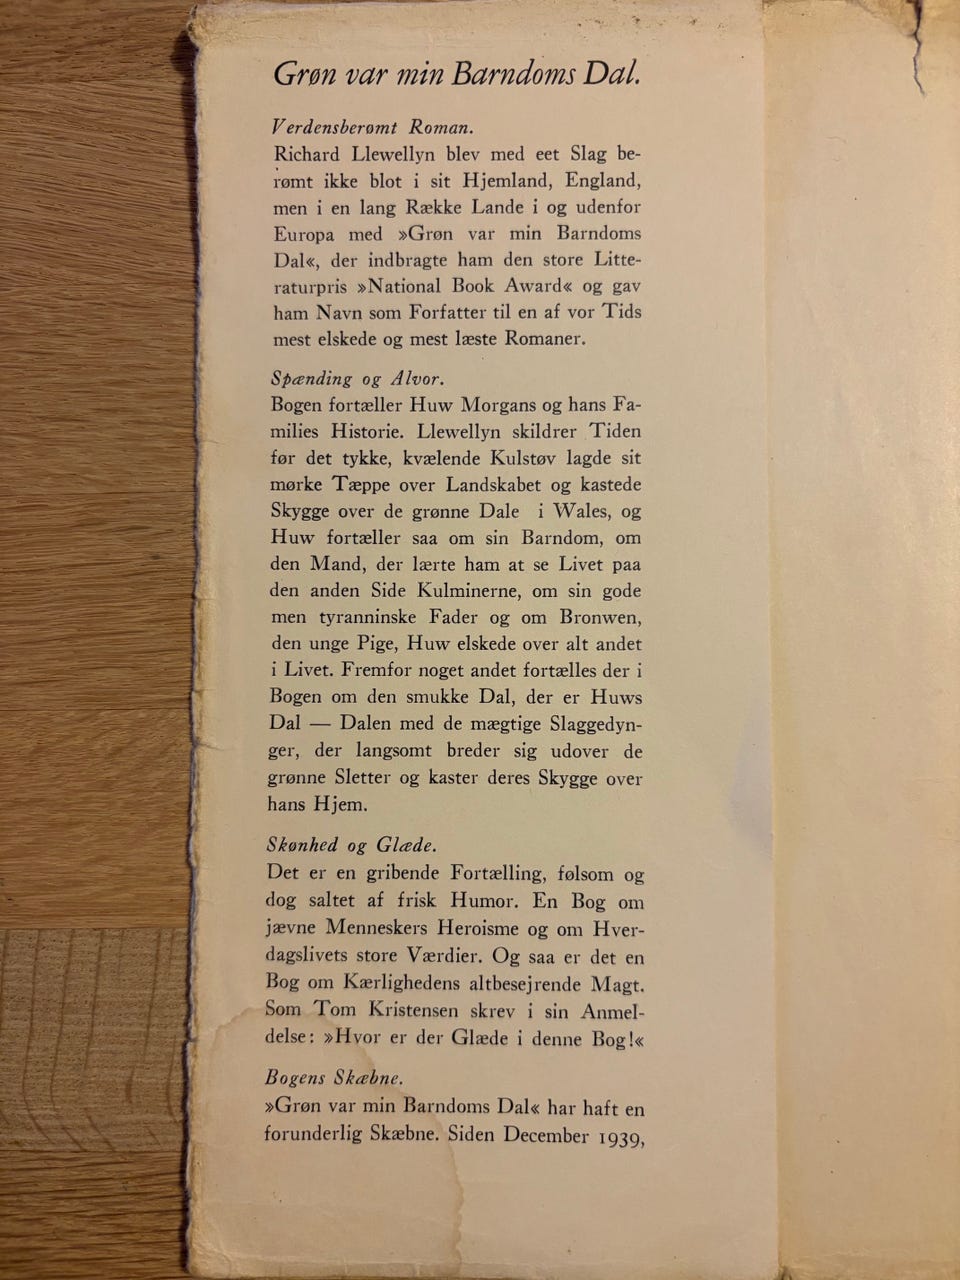 Grøn var min Barndoms Dal.
Verdensberømt Roman.
Richard Llewellyn blev med eet Slag be-
rømt ikke blot i sit Hjemland, England,
men i en lang Række Lande i og udenfor
Europa med »Grøn var min Barndoms
Dal«, der indbragte ham den store Litte-
raturpris »National Book Award« og gav
ham Navn som Forfatter til en af vor Tids
mest elskede og mest læste Romaner.
Spænding og Alvor.
Bogen fortæller Huw Morgans og hans Fa-
milies Historie. Llewellyn skildrer Tiden
før det tykke, kvælende Kulstøv lagde sit
mørke Tæppe over Landskabet og kastede
Skygge over de grønne Dale i Wales, og
Huw fortæller saa om sin Barndom, om
den Mand, der lærte ham at se Livet paa
den anden Side Kulminerne, om sin gode
men tyranninske Fader og om Bronwen,
den unge Pige, Huw elskede over alt andet
i Livet. Fremfor noget andet fortælles der i
Bogen om den smukke Dal, der er Huws
Dal — Dalen med de mægtige Slaggedyn-
ger, der langsomt breder sig udover de
grønne Sletter og kaster deres Skygge over
hans Hjem.
Skønhed og Glæde.
Det er en gribende Fortælling, følsom og
dog saltet af frisk Humor. En Bog om
jævne Menneskers Heroisme og om Hver-
dagslivets store Værdier. Og saa er det en
Bog om Kærlighedens altbesejrende Magt.
Som Tom Kristensen skrev i sin Anmel-
delse: »Hvor er der Glæde i denne Bog!«
Bogens Skæbne.
»Grøn var min Barndoms Dal« har haft en
forunderlig Skæbne. Siden December 1939,